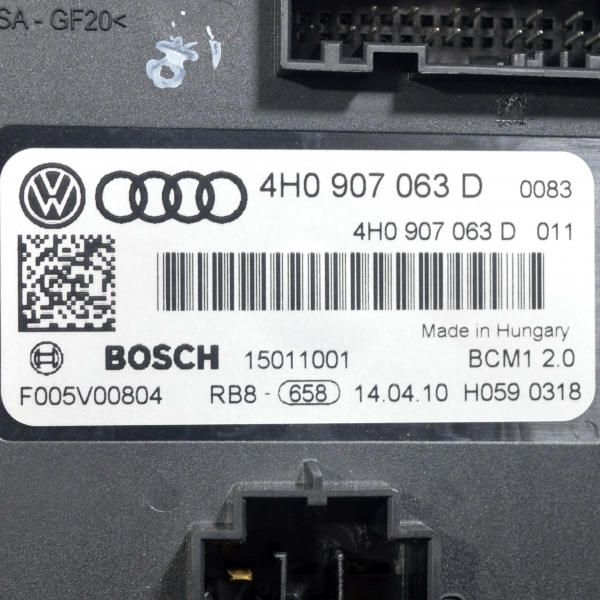 SA - GF20<
4H0 907 063 D 0083
4H0 907 063 D 011
Made in Hungary
BOSCH 15011001 BCM1 2.0
F005V00804 RB8 - 658 14.04.10 H059 0318